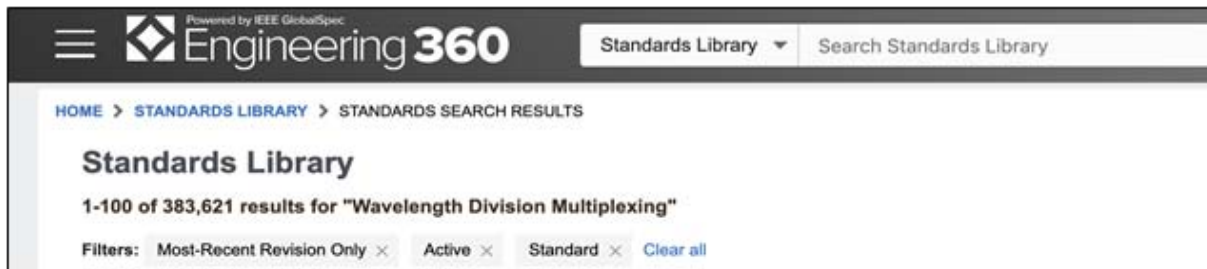 Powered by IEEE GlobalSpec
Engineering 360
Standards Library
Search Standards Library
HOME > STANDARDS LIBRARY > STANDARDS SEARCH RESULTS
Standards Library
1-100 of 383,621 results for "Wavelength Division Multiplexing"
Filters: Most-Recent Revision Only × Active × Standard × Clear all